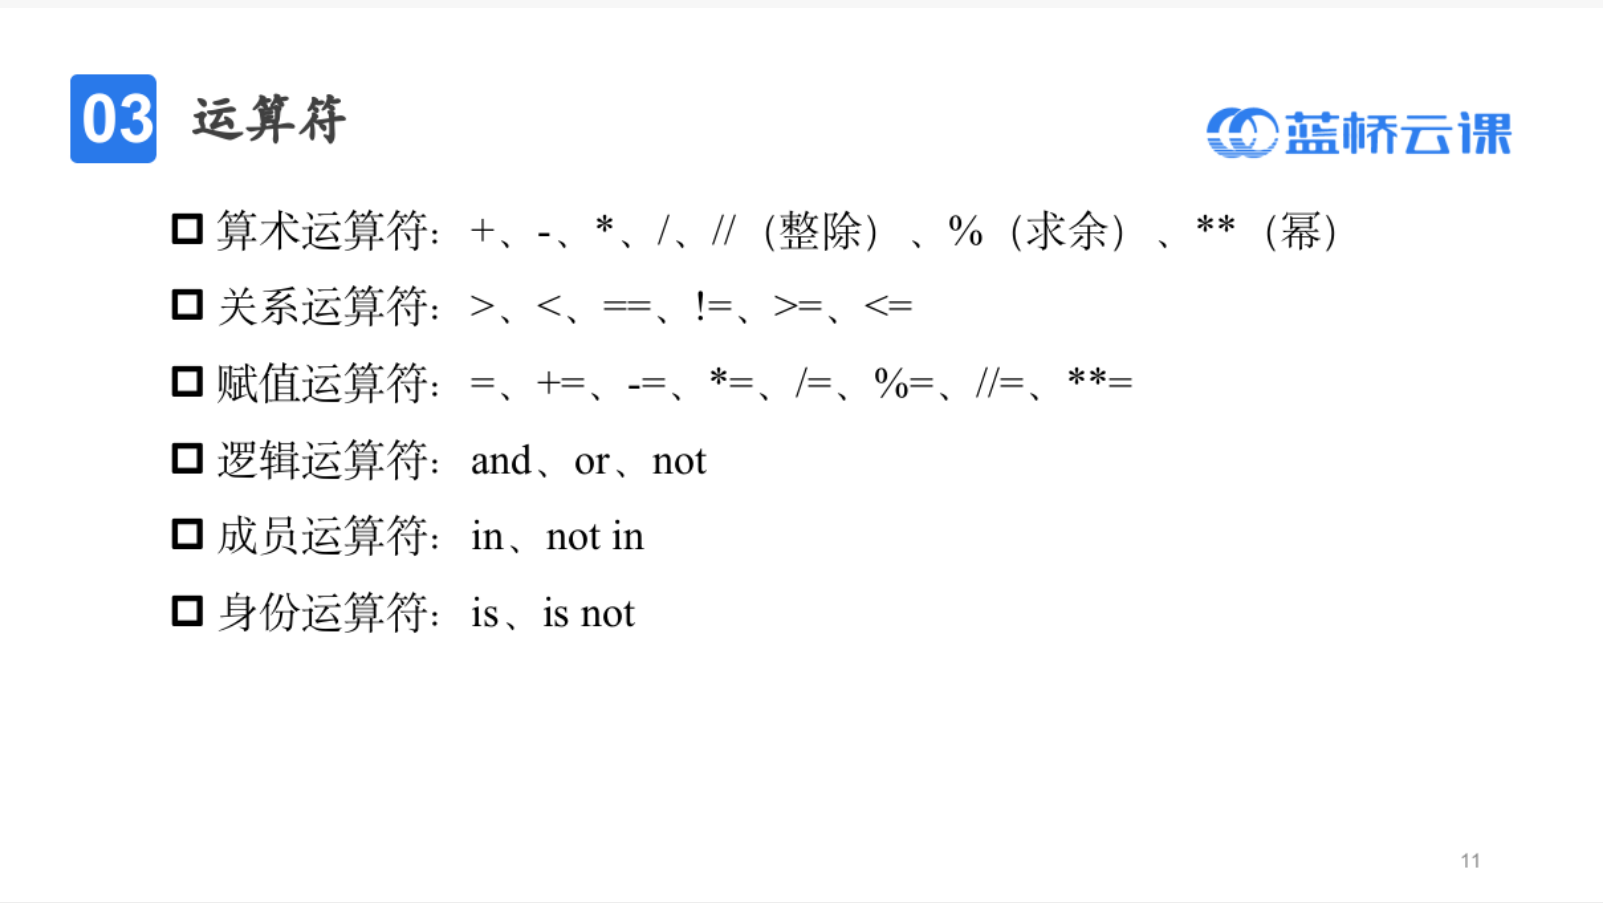 03 运算符
蓝桥云课
算术运算符：+、-、*、/、//（整除）、%（求余）、**（幂）
关系运算符：>、<、==、!=、>=、<=
赋值运算符：=、+=、-=、*=、/=、%=、//=、**=
逻辑运算符：and、or、not
成员运算符：in、not in
身份运算符：is、is not
11